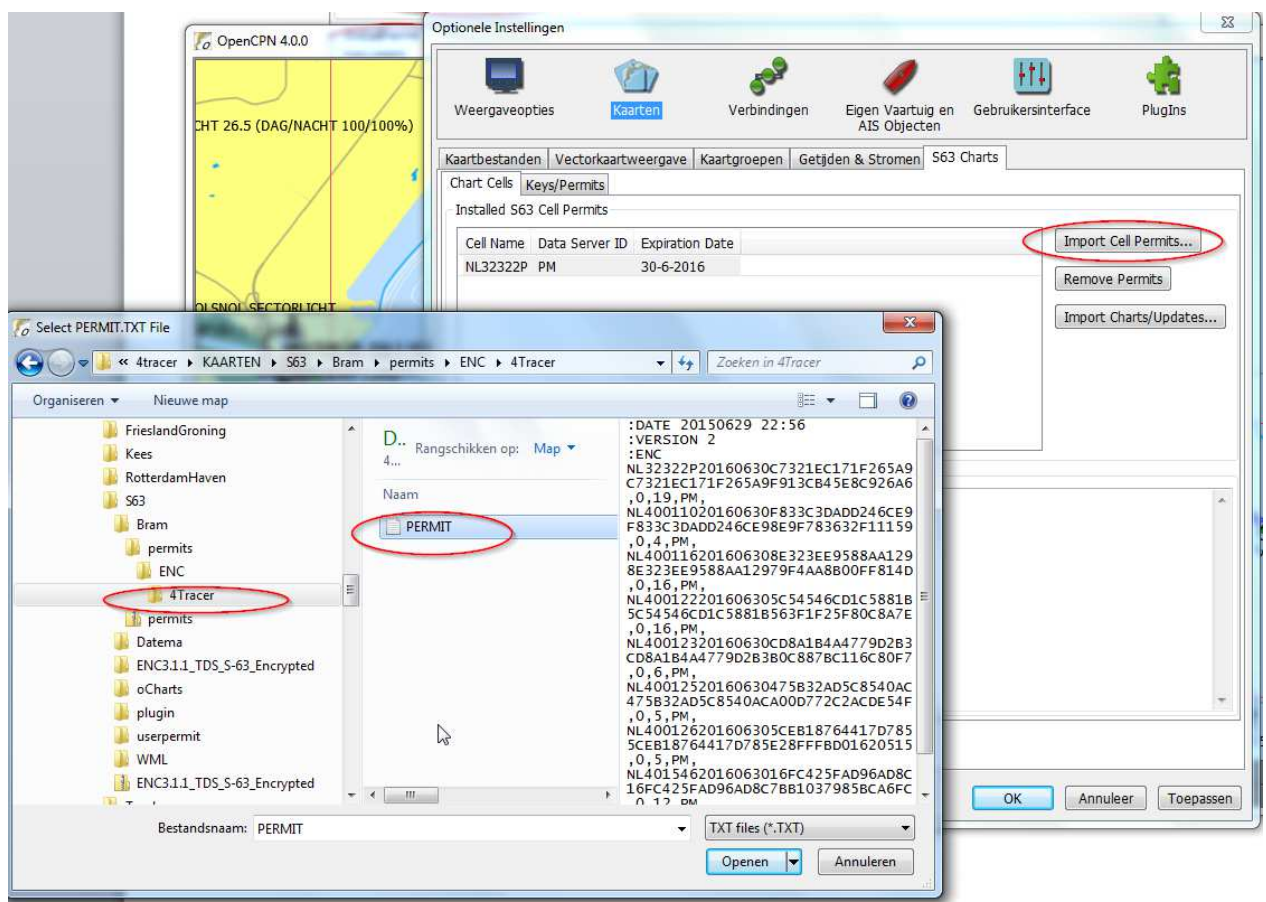 OpenCPN 4.0.0
CHT 26.5 (DAG/NACHT 100/100%)
Optionele Instellingen
Weergaveopties
Kaarten
Verbindingen
Eigen Vaartuig en
AIS Objecten
Gebruikersinterface
PlugIns
Kaartbestanden
Vectorkaartweergave
Kaartgroepen
Getijden & Stromen
S63 Charts
Chart Cells
Keys/Permits
Installed S63 Cell Permits
Cell Name Data Server ID Expiration Date
NL32322P PM 30-6-2016
Import Cell Permits...
Remove Permits
Import Charts/Updates...
OK
Annuleer
Toepassen
Select PERMIT.TXT File
« 4tracer KAARTEN S63 Bram permits ENC 4Tracer
Zoeken in 4Tracer
Organiseren
Nieuwe map
FrieslandGroning
Kees
RotterdamHaven
S63
Bram
permits
ENC
4Tracer
permits
Datema
ENC3.1.1_TDS_S-63_Encrypted
oCharts
plugin
userpermit
WML
ENC3.1.1_TDS_S-63_Encrypted
D..
4...
Rangschikken op: Map
Naam
PERMIT
:DATE 20150629 22:56
:VERSION 2
:ENC
NL32322P20160630C7321EC171F265A9
C7321EC171F265A9F913CB45E8C926A6
,0,19,PM,
NL40011020160630F833C3DADD246CE9
F833C3DADD246CE98E9F783632F11159
,0,4,PM,
NL400116201606308E323EE9588AA129
8E323EE9588AA12979F4AA8B00FF814D
,0,16,PM,
NL400122201606305C54546CD1C5881B
5C54546CD1C5881B563F1F25F80C8A7E
,0,16,PM,
NL40012320160630CD8A1B4A4779D2B3
CD8A1B4A4779D2B3B0C887BC116C80F7
,0,6,PM,
NL40012520160630475B32AD5C8540AC
475B32AD5C8540ACA00D772C2ACDE54F
,0,5,PM,
NL400126201606305CEB18764417D785
5CEB18764417D785E28FFFBD01620515
,0,5,PM,
NL4015462016063016FC425FAD96AD8C
16FC425FAD96AD8C7BB1037985BCA6FC
,0,12,PM,
Bestandsnaam: PERMIT
TXT files (*.TXT)
Openen
Annuleren